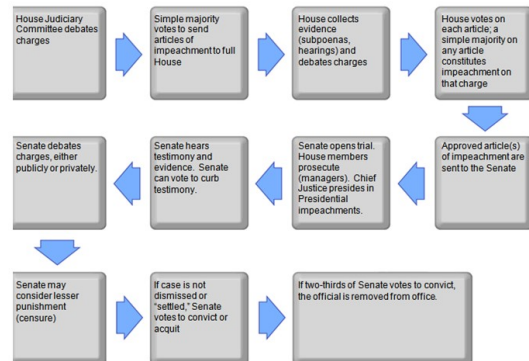 House Judiciary
Committee debates
charges
Simple majority
votes to send
articles of
impeachment to full
House
House collects
evidence
(subpoenas,
hearings) and
debates charges
House votes on
each article; a
simple majority on
any article
constitutes
impeachment on
that charge
Approved article(s)
of impeachment are
sent to the Senate
Senate opens trial.
House members
prosecute
(managers). Chief
Justice presides in
Presidential
impeachments.
Senate hears
testimony and
evidence. Senate
can vote to curb
testimony.
Senate debates
charges, either
publicly or privately.
Senate may
consider lesser
punishment
(censure)
If case is not
dismissed or
"settled," Senate
votes to convict or
acquit
If two-thirds of Senate votes to convict,
the official is removed from office.